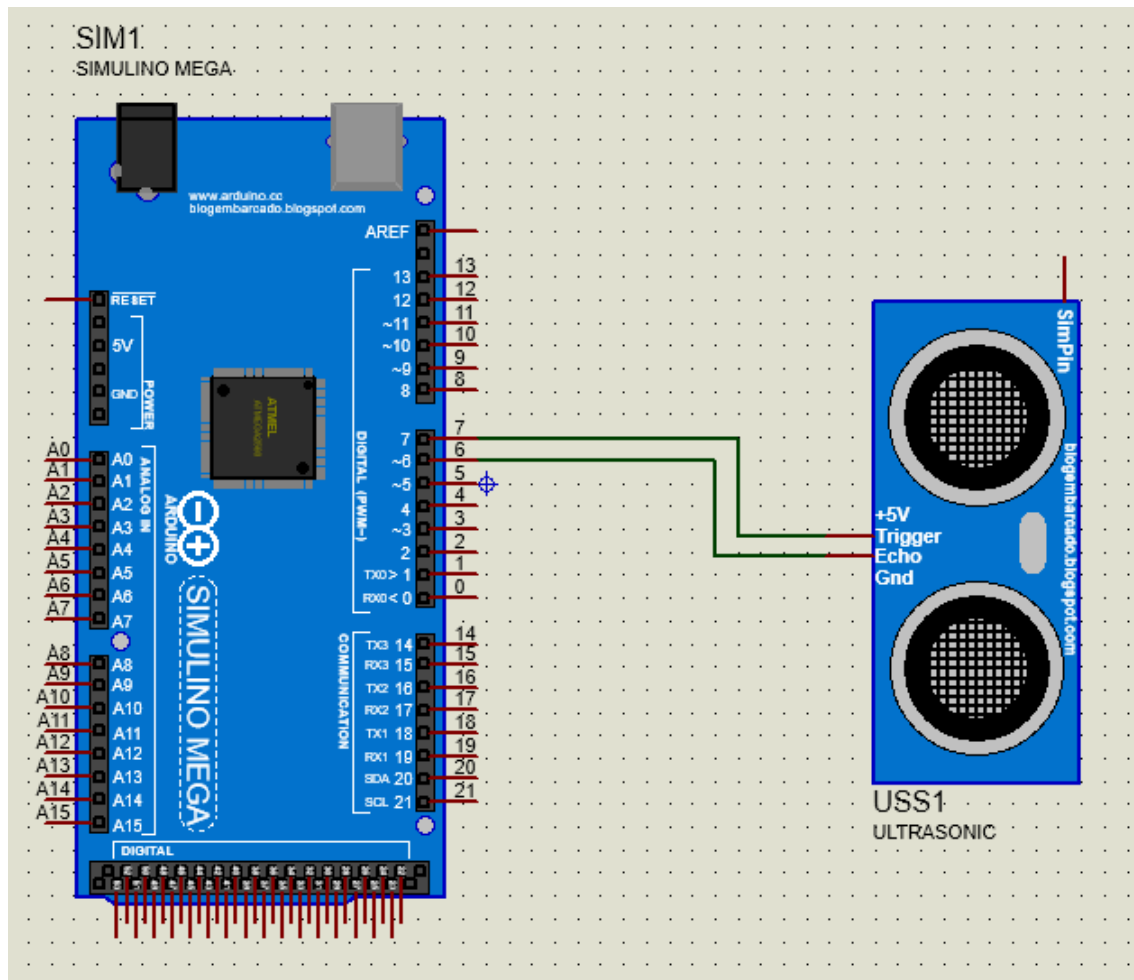 SIM1
SIMULINO MEGA
www.arduino.cc
blogembarcado.blogspot.com
AREF
13 13
12 12
~11 11
~10 10
~9 9
8 8
RESET
5V
GND
POWER
ATMEL
ATMEGA2560
7 7
~6 6
~5 5
4 4
~3 3
2 2
TX0> 1 1
RX0< 0 0
DIGITAL (PWM~)
A0 A0
A1 A1
A2 A2
A3 A3
A4 A4
A5 A5
A6 A6
A7 A7
ANALOG IN
ARDUINO
SIMULINO MEGA
A8 A8
A9 A9
A10 A10
A11 A11
A12 A12
A13 A13
A14 A14
A15 A15
COMMUNICATION
TX3 14 14
RX3 15 15
TX2 16 16
RX2 17 17
TX1 18 18
RX1 19 19
SDA 20 20
SCL 21 21
DIGITAL
SimPin
blogembarcado.blogspot.com
+5V
Trigger
Echo
Gnd
USS1
ULTRASONIC